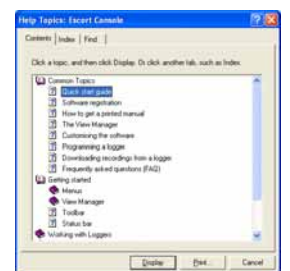 Help Topics: Escort Console
Contents Index Find
Click a topic, and then click Display. Or click another tab, such as Index.
Common Topics
Quick start guide
Software registration
How to get a printed manual
The View Manager
Customising the software
Programming a logger
Downloading recordings from a logger
Frequently asked questions (FAQ)
Getting started
Menus
View Manager
Toolbar
Status bar
Working with Loggers
Display Print... Cancel